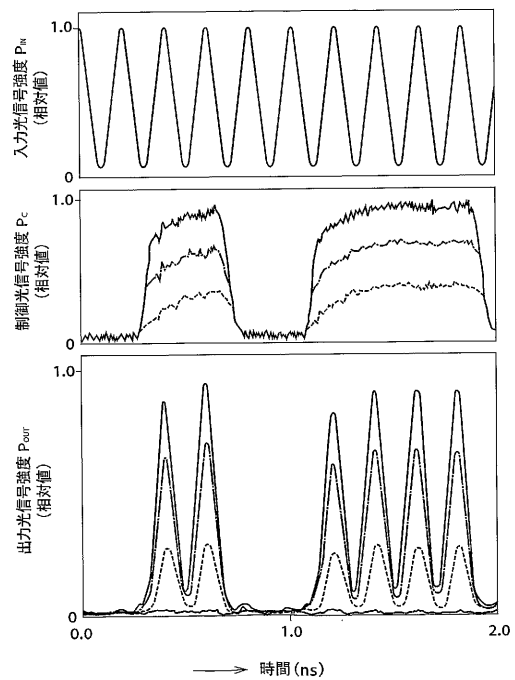 入力光信号強度 PIN
（相対値）
1.0
0
制御光信号強度 PC
（相対値）
1.0
0
出力光信号強度 POUT
（相対値）
1.0
0
0.0 1.0 2.0
時間(ns)